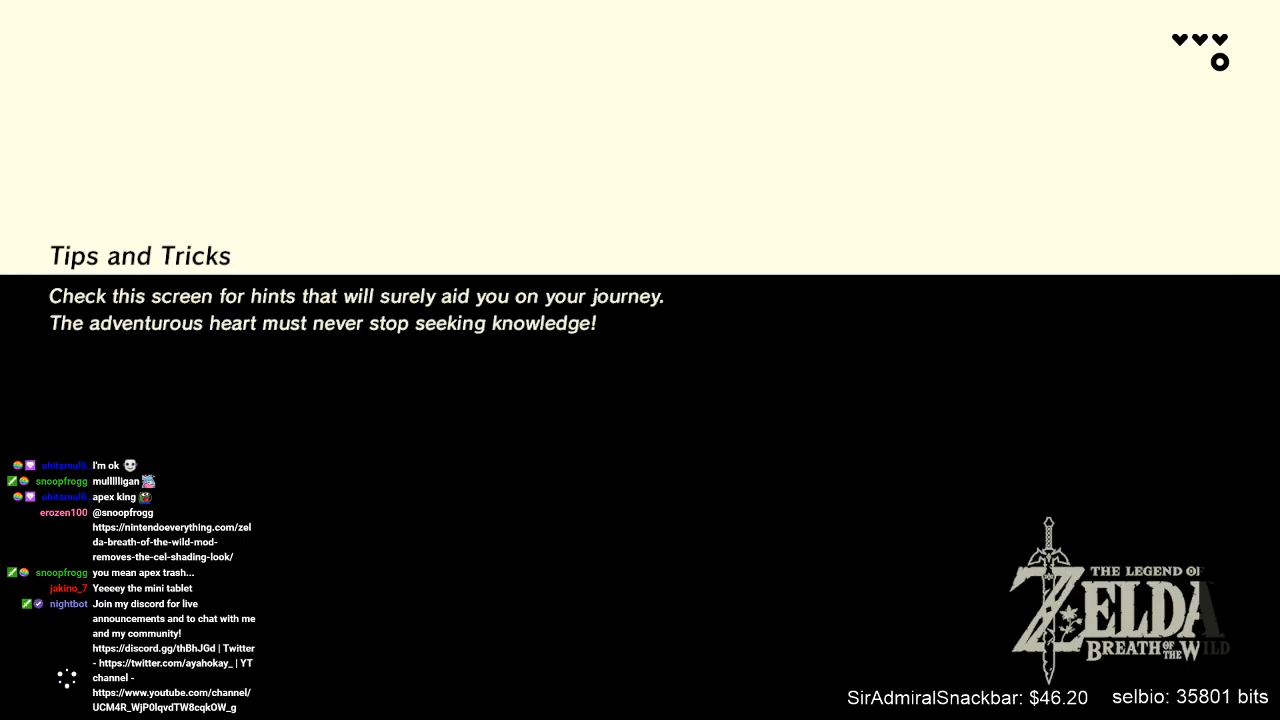 Tips and Tricks
Check this screen for hints that will surely aid you on your journey.
The adventurous heart must never stop seeking knowledge!
ohitsmulli.. I'm ok
snoopfrogg mullllligan
ohitsmulli.. apex king
erozen100 @snoopfrogg
https://nintendoeverything.com/zel
da-breath-of-the-wild-mod-
removes-the-cel-shading-look/
snoopfrogg you mean apex trash...
jakino_7 Yeeeey the mini tablet
nightbot Join my discord for live
announcements and to chat with me
and my community!
https://discord.gg/thBhJGd | Twitter
- https://twitter.com/ayahokay_ | YT
channel -
https://www.youtube.com/channel/
UCM4R_WjP0lqvdTW8cqkOW_g
THE LEGEND OF
ZELDA
BREATH OF THE WILD
SirAdmiralSnackbar: $46.20
selbio: 35801 bits